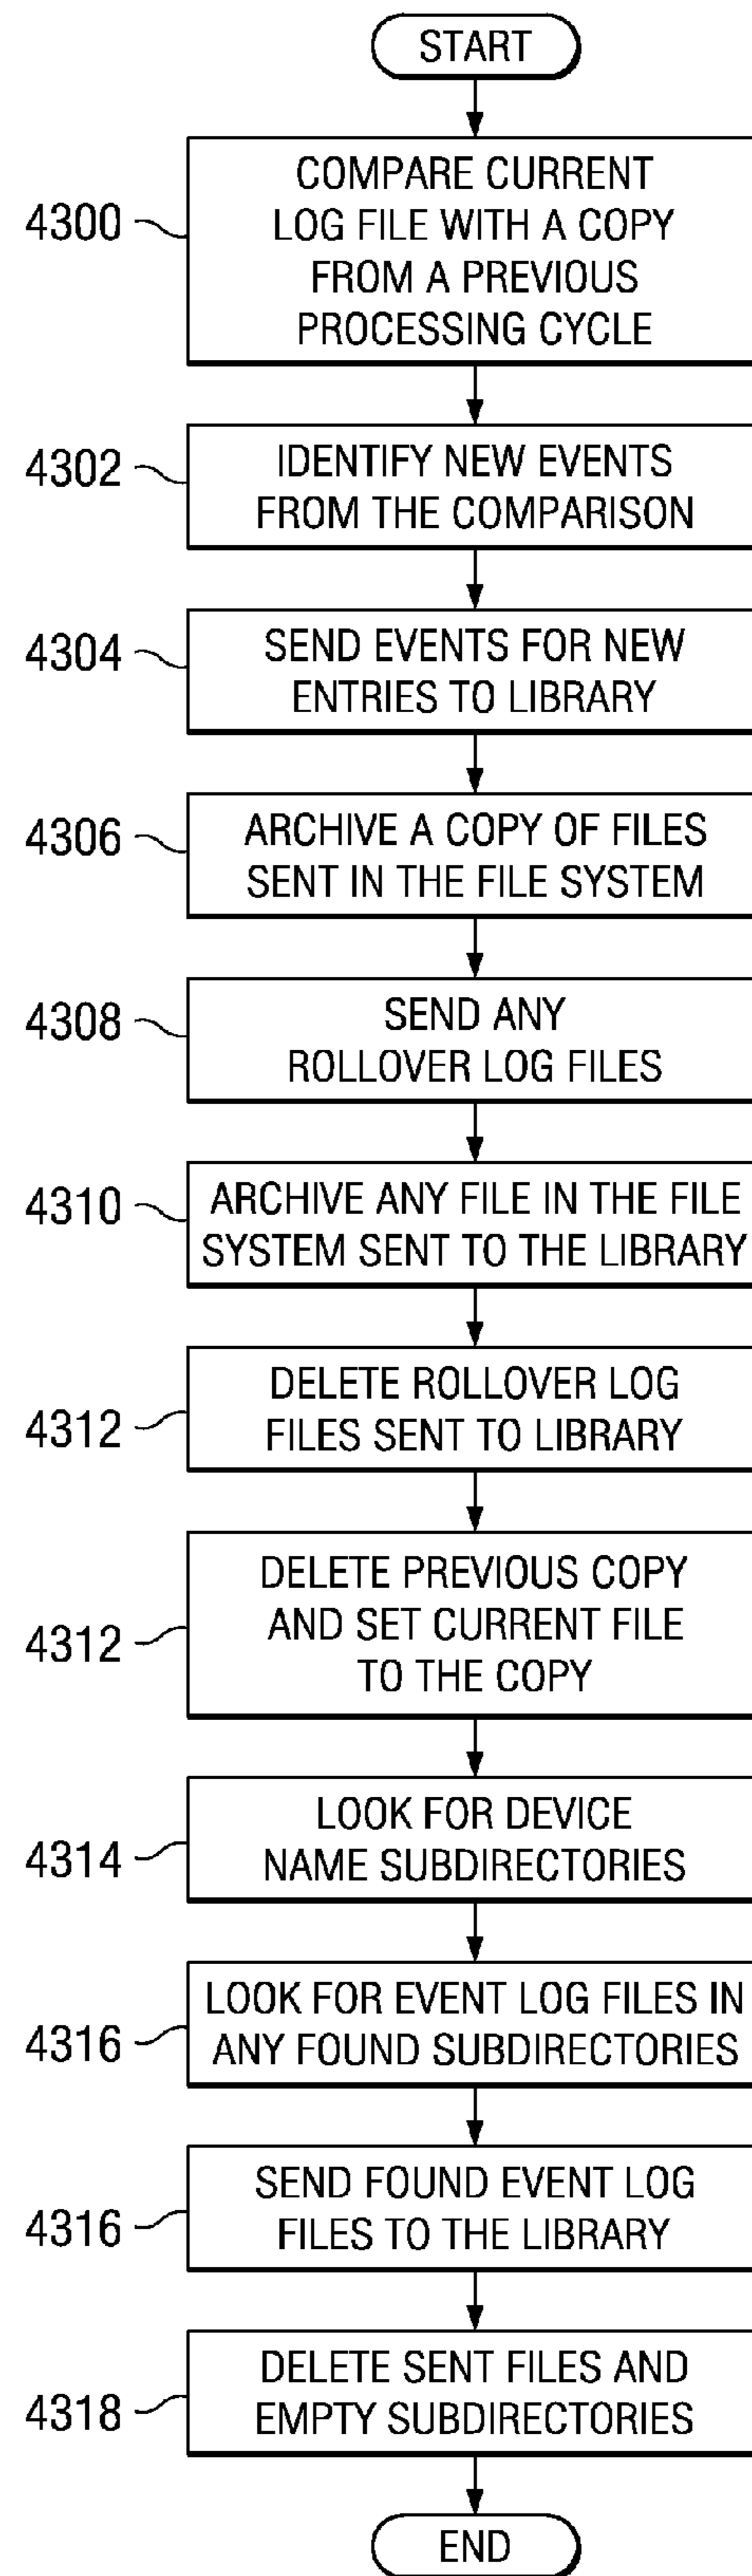 START
4300
COMPARE CURRENT
LOG FILE WITH A COPY
FROM A PREVIOUS
PROCESSING CYCLE
4302
IDENTIFY NEW EVENTS
FROM THE COMPARISON
4304
SEND EVENTS FOR NEW
ENTRIES TO LIBRARY
4306
ARCHIVE A COPY OF FILES
SENT IN THE FILE SYSTEM
4308
SEND ANY
ROLLOVER LOG FILES
4310
ARCHIVE ANY FILE IN THE FILE
SYSTEM SENT TO THE LIBRARY
4312
DELETE ROLLOVER LOG
FILES SENT TO LIBRARY
4312
DELETE PREVIOUS COPY
AND SET CURRENT FILE
TO THE COPY
4314
LOOK FOR DEVICE
NAME SUBDIRECTORIES
4316
LOOK FOR EVENT LOG FILES IN
ANY FOUND SUBDIRECTORIES
4316
SEND FOUND EVENT LOG
FILES TO THE LIBRARY
4318
DELETE SENT FILES AND
EMPTY SUBDIRECTORIES
END